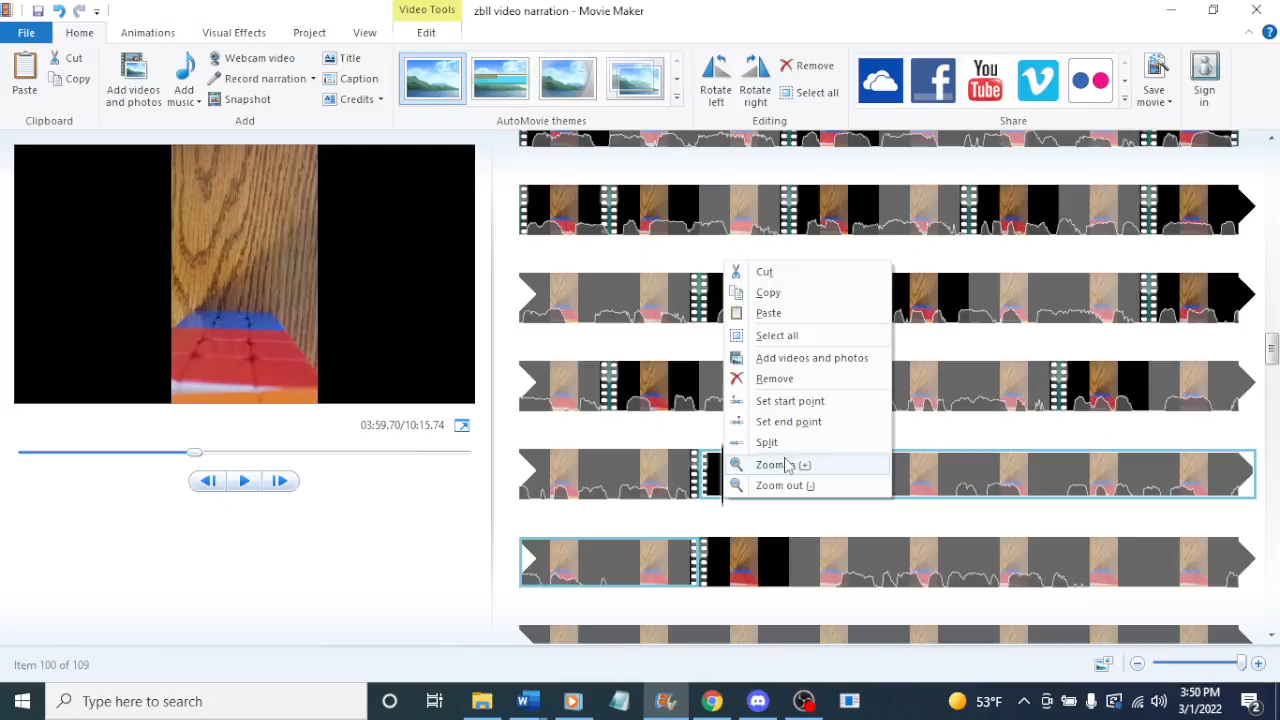 Video Tools
zbll video narration - Movie Maker
File
Home
Animations
Visual Effects
Project
View
Edit
Paste
Cut
Copy
Clipboard
Add videos
and photos
Add
music
Webcam video
Record narration
Snapshot
Title
Caption
Credits
Add
AutoMovie themes
Rotate
left
Rotate
right
Remove
Select all
Editing
You
Tube
Share
Save
movie
Sign
in
03:59.70/10:15.74
Cut
Copy
Paste
Select all
Add videos and photos
Remove
Set start point
Set end point
Split
Zoom (+)
Zoom out (-)
Item 100 of 109
Type here to search
53°F
3:50 PM
3/1/2022
2